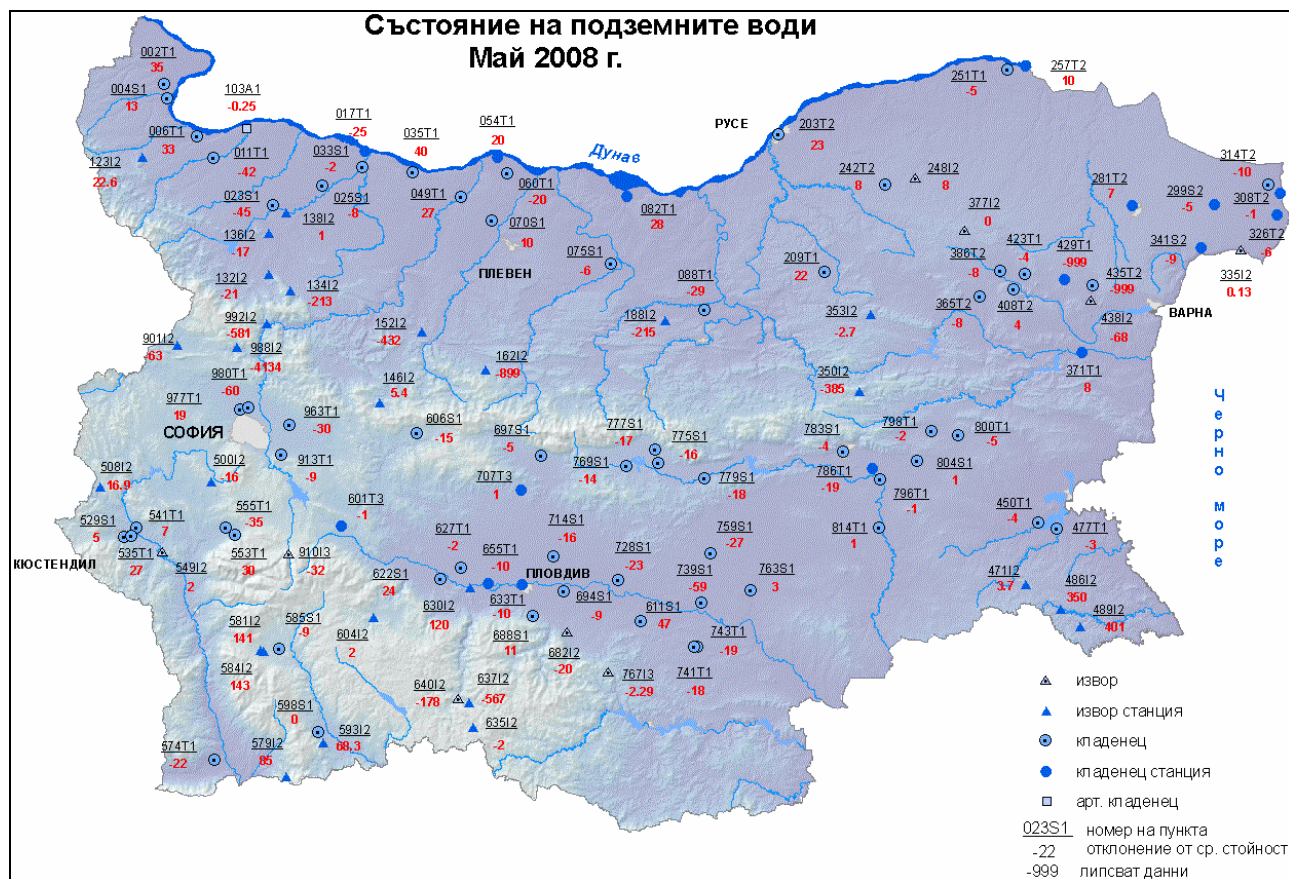 Състояние на подземните води
Май 2008 г.
002T1
35
004S1
13
103A1
-0.25
006T1
33
017T1
-25
035T1
40
054T1
20
123I2
22.6
011T1
-42
033S1
-2
023S1
-45
025S1
-8
049T1
27
060T1
-20
138I2
1
136I2
-17
070S1
10
132I2
-21
134I2
-213
ПЛЕВЕН
075S1
-6
082T1
28
088T1
-29
Дунав
РУСЕ
203T2
23
251T1
-5
257T2
10
242T2
8
248I2
8
377I2
0
281T2
7
299S2
-5
314T2
-10
308T2
-1
326T2
-6
335I2
0.13
341S2
-9
209T1
22
386T2
-8
423T1
-4
429T1
-999
435T2
-999
365T2
-8
408T2
4
438I2
-68
ВАРНА
353I2
-2.7
371T1
8
350I2
-385
188I2
-215
992I2
-581
901I2
63
988I2
-4134
152I2
-432
162I2
-899
146I2
5.4
980T1
-60
977T1
19
СОФИЯ
963T1
-30
606S1
-15
697S1
-5
777S1
-17
775S1
-16
769S1
-14
779S1
-18
783S1
-4
798T1
-2
800T1
-5
804S1
1
786T1
-19
796T1
-1
Черно море
508I2
16.9
500I2
-16
913T1
-9
707T3
1
601T3
-1
529S1
5
541T1
7
555T1
-35
КЮСТЕНДИЛ
535T1
27
549I2
2
553T1
30
910I3
-32
627T1
-2
655T1
-10
714S1
-16
728S1
-23
759S1
-27
814T1
1
450T1
-4
477T1
-3
622S1
24
630I2
120
ПЛОВДИВ
633T1
-10
694S1
-9
739S1
-59
763S1
3
611S1
47
471I2
3.7
486I2
350
489I2
401
581I2
141
585S1
-9
604I2
2
688S1
11
682I2
-20
743T1
-19
741T1
-18
584I2
143
640I2
-178
637I2
-567
767I3
-2.29
598S1
0
593I2
68.3
635I2
-2
574T1
-22
579I2
85
извор
извор станция
кладенец
кладенец станция
арт. кладенец
023S1 номер на пункта
-22 отклонение от ср. стойност
-999 липсват данни